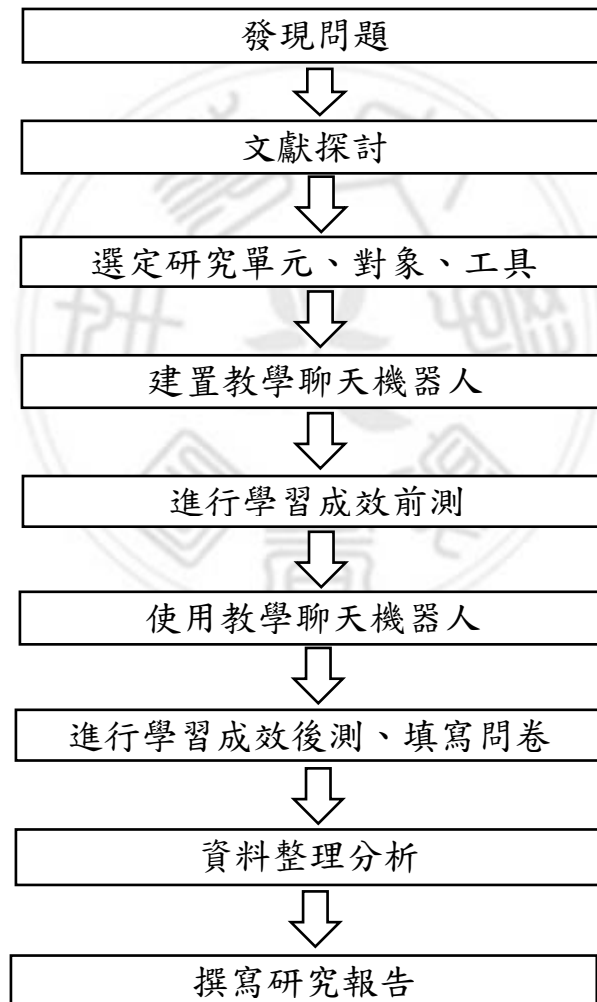 發現問題
文獻探討
選定研究單元、對象、工具
建置教學聊天機器人
進行學習成效前測
使用教學聊天機器人
進行學習成效後測、填寫問卷
資料整理分析
撰寫研究報告